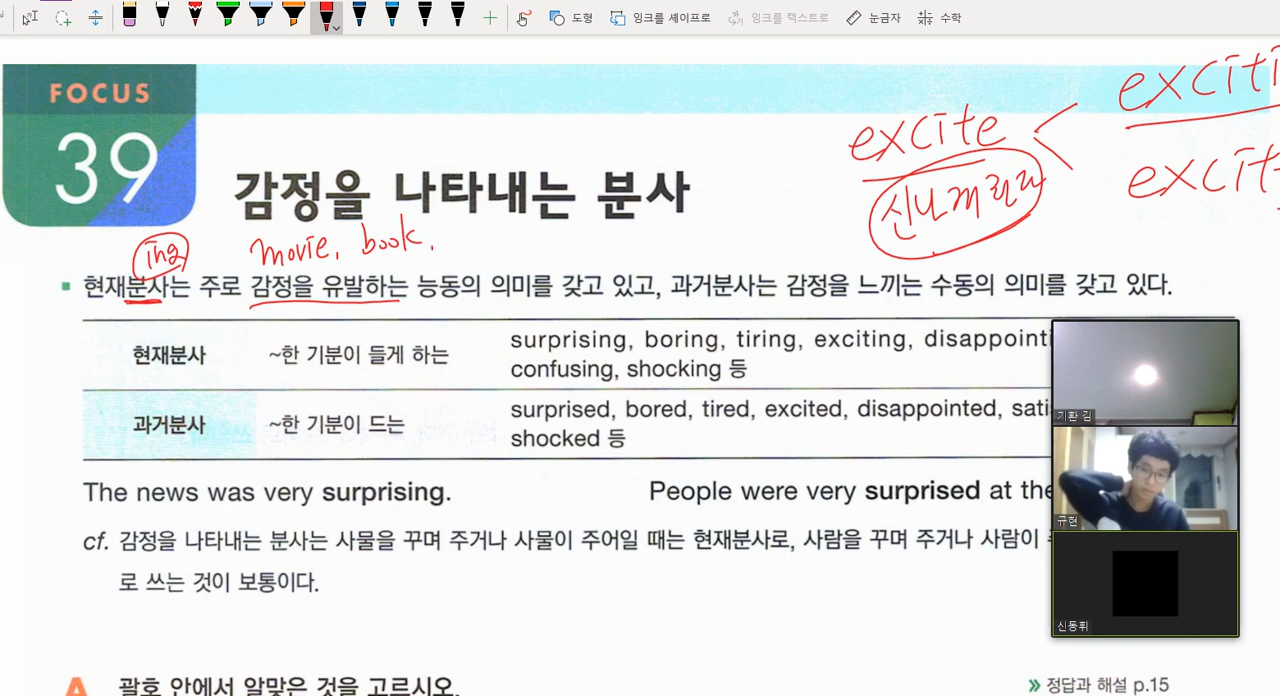 도형 잉크를 셰이프로 잉크를 텍스트로 눈금자 수학
FOCUS
39
감정을 나타내는 분사
excite < exciti
excit
신나게 하다
ing movie. book.
현재분사는 주로 감정을 유발하는 능동의 의미를 갖고 있고, 과거분사는 감정을 느끼는 수동의 의미를 갖고 있다.
현재분사 ~한 기분이 들게 하는 surprising, boring, tiring, exciting, disappointi
confusing, shocking 등
과거분사 ~한 기분이 드는 surprised, bored, tired, excited, disappointed, sati
shocked 등
The news was very surprising. People were very surprised at the
cf. 감정을 나타내는 분사는 사물을 꾸며 주거나 사물이 주어일 때는 현재분사로, 사람을 꾸며 주거나 사람이
로 쓰는 것이 보통이다.
기환 김
규현
신동휘
A 괄호 안에서 알맞은 것을 고르시오.
» 정답과 해설 p.15